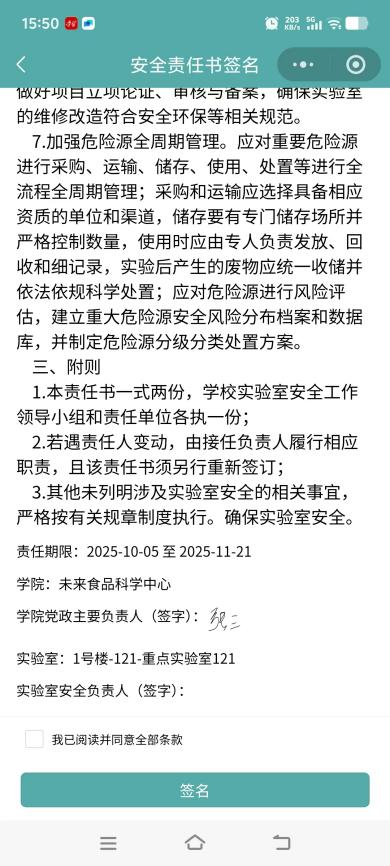 15:50
203 KB/s
5G
安全责任书签名
做好项目立项论证、审核与备案，确保实验室
的维修改造符合安全环保等相关规范。
7.加强危险源全周期管理。应对重要危险源
进行采购、运输、储存、使用、处置等进行全
流程全周期管理；采购和运输应选择具备相应
资质的单位和渠道，储存要有专门储存场所并
严格控制数量，使用时应由专人负责发放、回
收和细记录，实验后产生的废物应统一收储并
依法依规科学处置；应对危险源进行风险评
估，建立重大危险源安全风险分布档案和数据
库，并制定危险源分级分类处置方案。
三、附则
1.本责任书一式两份，学校实验室安全工作
领导小组和责任单位各执一份；
2.若遇责任人变动，由接任负责人履行相应
职责，且该责任书须另行重新签订；
3.其他未列明涉及实验室安全的相关事宜，
严格按有关规章制度执行。确保实验室安全。
责任期限：2025-10-05 至 2025-11-21
学院：未来食品科学中心
学院党政主要负责人（签字）：张三
实验室：1号楼-121-重点实验室121
实验室安全负责人（签字）：
我已阅读并同意全部条款
签名